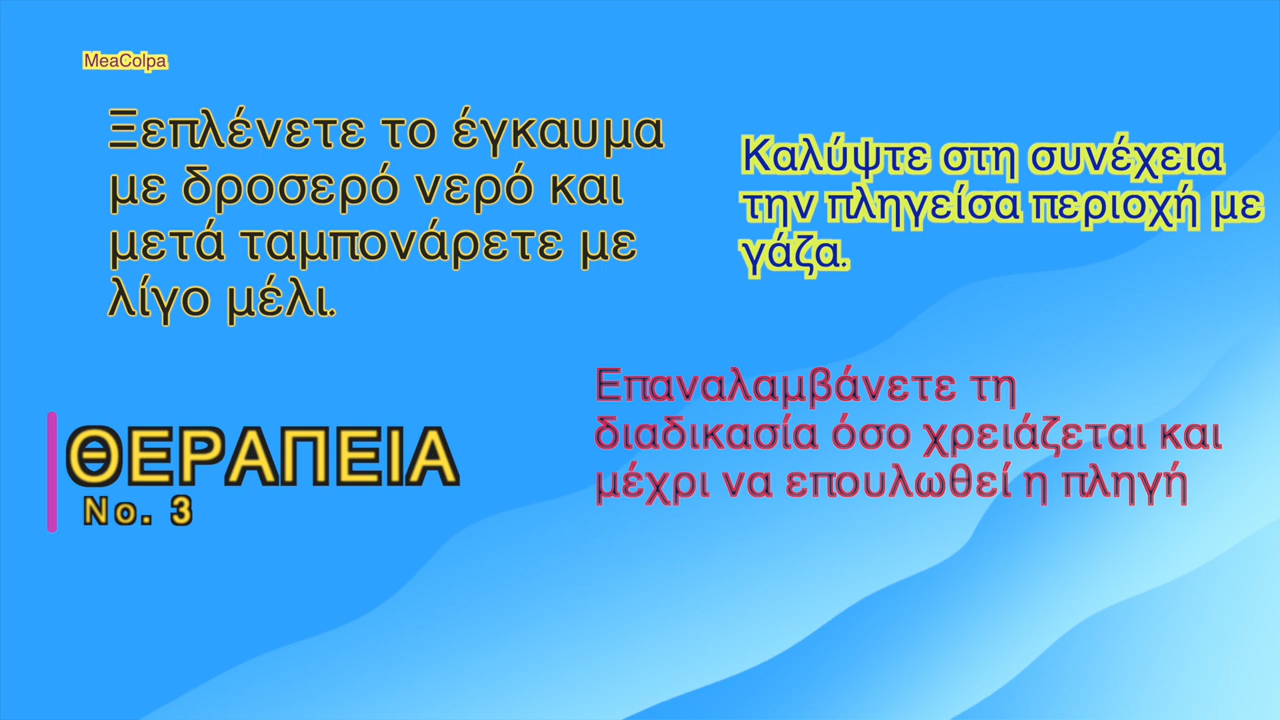 MeaColpa
Ξεπλένετε το έγκαυμα
με δροσερό νερό και
μετά ταμπονάρετε με
λίγο μέλι.
Καλύψτε στη συνέχεια
την πληγείσα περιοχή με
γάζα.
Επαναλαμβάνετε τη
διαδικασία όσο χρειάζεται και
μέχρι να επουλωθεί η πληγή
ΘΕΡΑΠΕΙΑ
Νο. 3